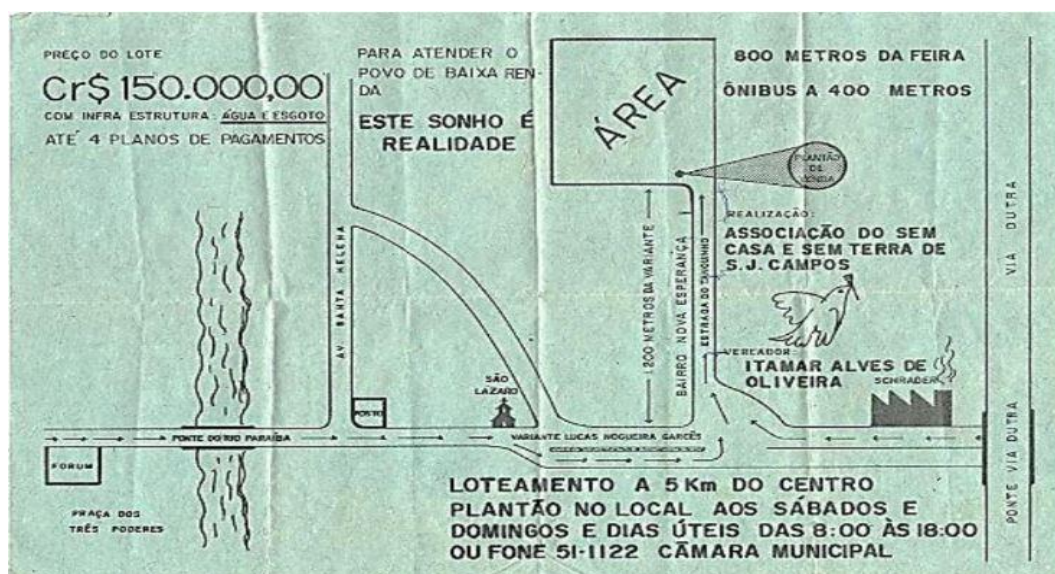 PREÇO DO LOTE
Cr$ 150.000,00
COM INFRA ESTRUTURA: ÁGUA E ESGOTO
ATÉ 4 PLANOS DE PAGAMENTOS
PARA ATENDER O
POVO DE BAIXA REN-
DA
ESTE SONHO É
REALIDADE
ÁREA
800 METROS DA FEIRA
ÔNIBUS A 400 METROS
PLANTÃO
DE
VENDA
REALIZAÇÃO:
ASSOCIAÇÃO DO SEM
CASA E SEM TERRA DE
S.J. CAMPOS
VEREADOR:
ITAMAR ALVES DE
OLIVEIRA
SCHRADER
VIA DUTRA
PONTE VIA DUTRA
AV. SANTA HELENA
1.200 METROS DA VARIANTE
BAIRRO NOVA ESPERANÇA
ESTRADA DO TANQUINHO
SÃO
LÁZARO
POSTO
PONTE DO RIO PARAÍBA
VARIANTE LUCAS NOGUEIRA GARCÊS
FORUM
PRAÇA DOS
TRÊS PODERES
LOTEAMENTO A 5 Km DO CENTRO
PLANTÃO NO LOCAL AOS SÁBADOS E
DOMINGOS E DIAS ÚTEIS DAS 8:00 ÀS 18:00
OU FONE 51-1122 CÂMARA MUNICIPAL